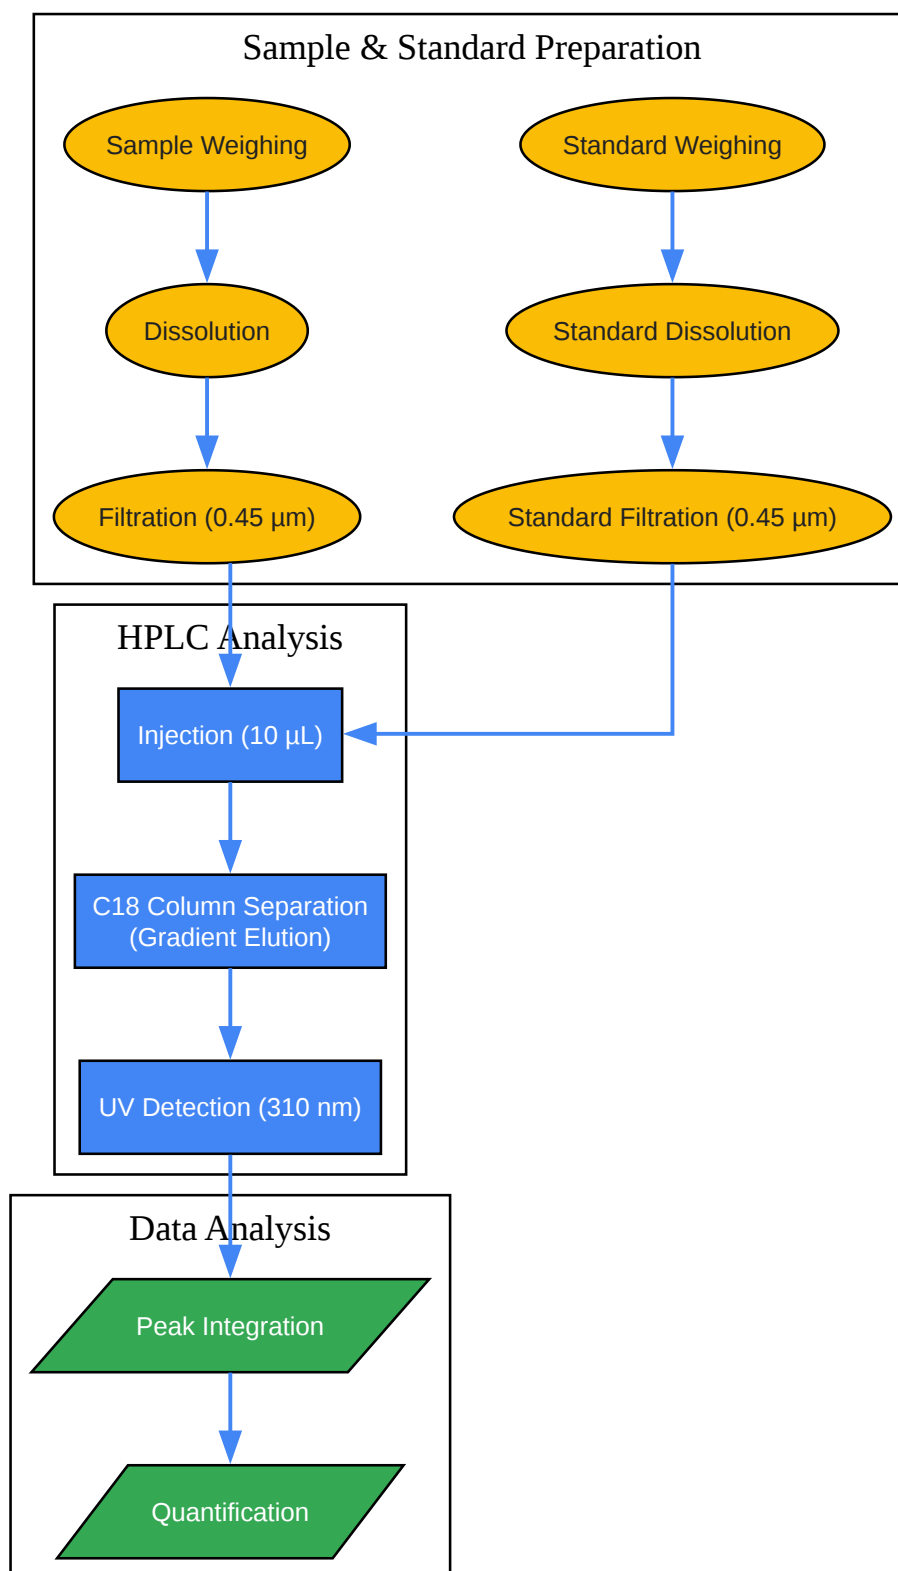 Sample & Standard Preparation
Sample Weighing
Standard Weighing
Dissolution
Standard Dissolution
Filtration (0.45 µm)
Standard Filtration (0.45 µm)
HPLC Analysis
Injection (10 µL)
C18 Column Separation
(Gradient Elution)
UV Detection (310 nm)
Data Analysis
Peak Integration
Quantification